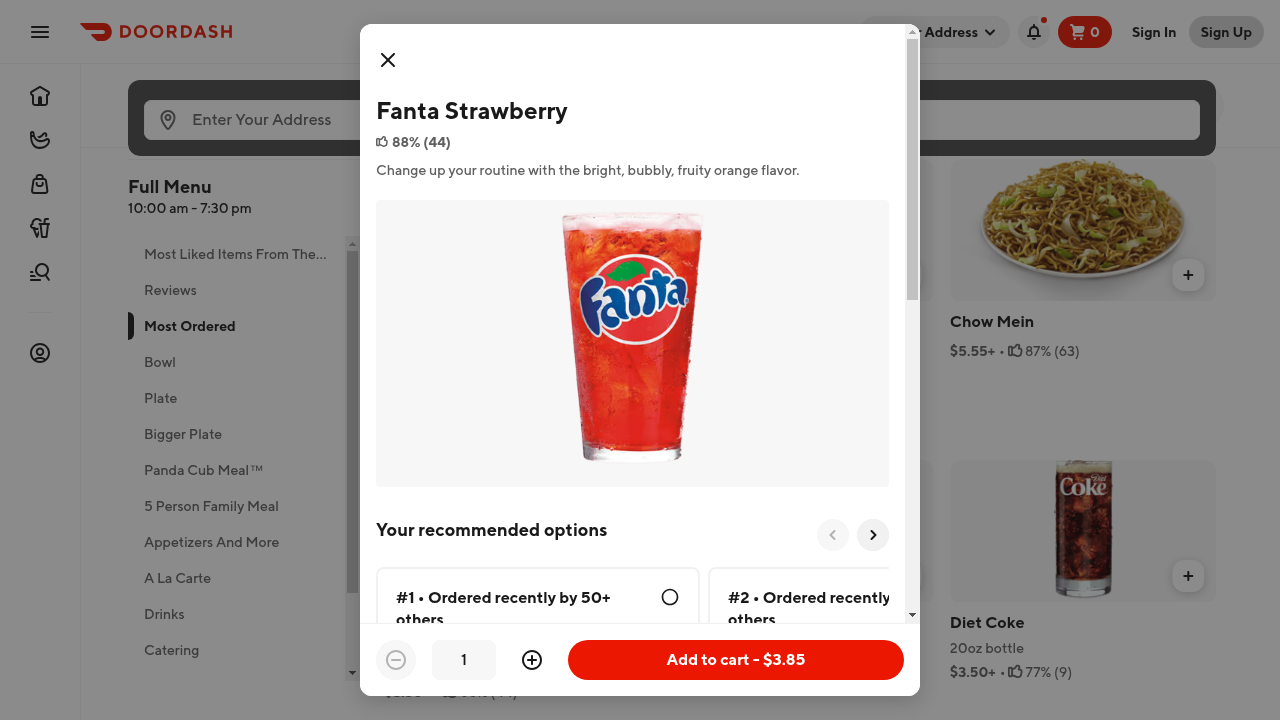 DOORDASH
Address
0
Sign In
Sign Up
Enter Your Address
Full Menu
10:00 am - 7:30 pm
Most Liked Items From The...
Reviews
Most Ordered
Bowl
Plate
Bigger Plate
Panda Cub Meal™
5 Person Family Meal
Appetizers And More
A La Carte
Drinks
Catering
Fanta Strawberry
88% (44)
Change up your routine with the bright, bubbly, fruity orange flavor.
Fanta
Your recommended options
#1 • Ordered recently by 50+
others
#2 • Ordered recently
others
1
Add to cart - $3.85
Chow Mein
$5.55+ • 87% (63)
Diet
Coke
Diet Coke
20oz bottle
$3.50+ • 77% (9)